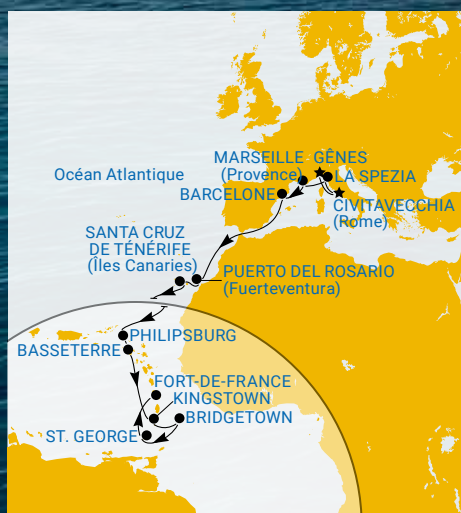 MARSEILLE
(Provence)
GÊNES
LA SPEZIA
Océan Atlantique
BARCELONE
CIVITAVECCHIA
(Rome)
SANTA CRUZ
DE TÉNÉRIFE
(Îles Canaries)
PUERTO DEL ROSARIO
(Fuerteventura)
PHILIPSBURG
BASSETERRE
FORT-DE-FRANCE
KINGSTOWN
BRIDGETOWN
ST. GEORGE